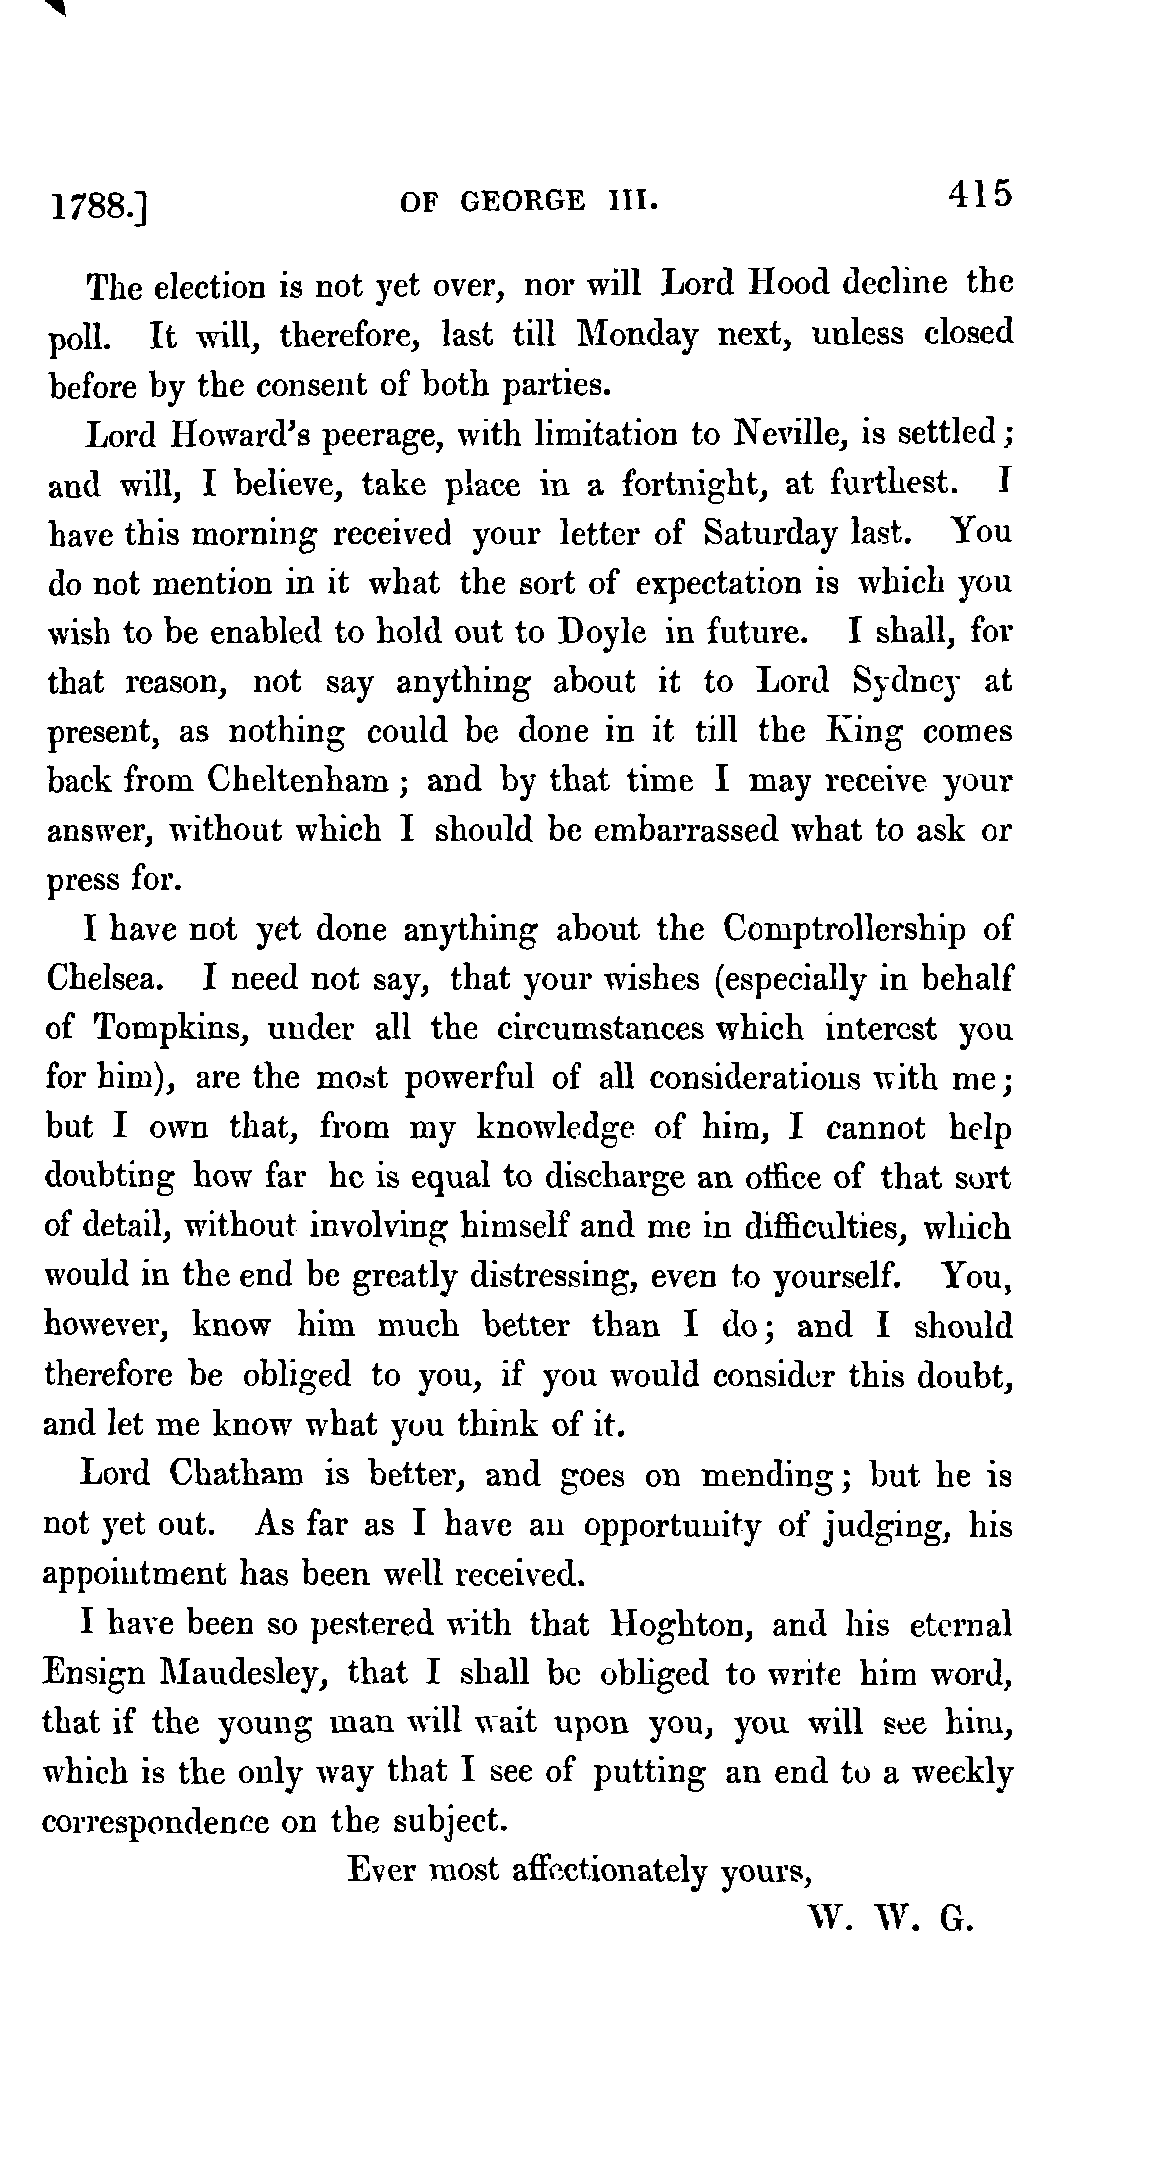 1788.] OF GEORGE III. 415
The election is not yet over, nor will Lord Hood decline the
poll. It will, therefore, last till Monday next, unless closed
before by the consent of both parties.
Lord Howard's peerage, with limitation to Neville, is settled;
and will, I believe, take place in a fortnight, at furthest. I
have this morning received your letter of Saturday last. You
do not mention in it what the sort of expectation is which you
wish to be enabled to hold out to Doyle in future. I shall, for
that reason, not say anything about it to Lord Sydney at
present, as nothing could be done in it till the King comes
back from Cheltenham; and by that time I may receive your
answer, without which I should be embarrassed what to ask or
press for.
I have not yet done anything about the Comptrollership of
Chelsea. I need not say, that your wishes (especially in behalf
of Tompkins, under all the circumstances which interest you
for him), are the most powerful of all considerations with me;
but I own that, from my knowledge of him, I cannot help
doubting how far he is equal to discharge an office of that sort
of detail, without involving himself and me in difficulties, which
would in the end be greatly distressing, even to yourself. You,
however, know him much better than I do; and I should
therefore be obliged to you, if you would consider this doubt,
and let me know what you think of it.
Lord Chatham is better, and goes on mending; but he is
not yet out. As far as I have an opportunity of judging, his
appointment has been well received.
I have been so pestered with that Hoghton, and his eternal
Ensign Maudesley, that I shall be obliged to write him word,
that if the young man will wait upon you, you will see him,
which is the only way that I see of putting an end to a weekly
correspondence on the subject.
Ever most affectionately yours,
W. W. G.